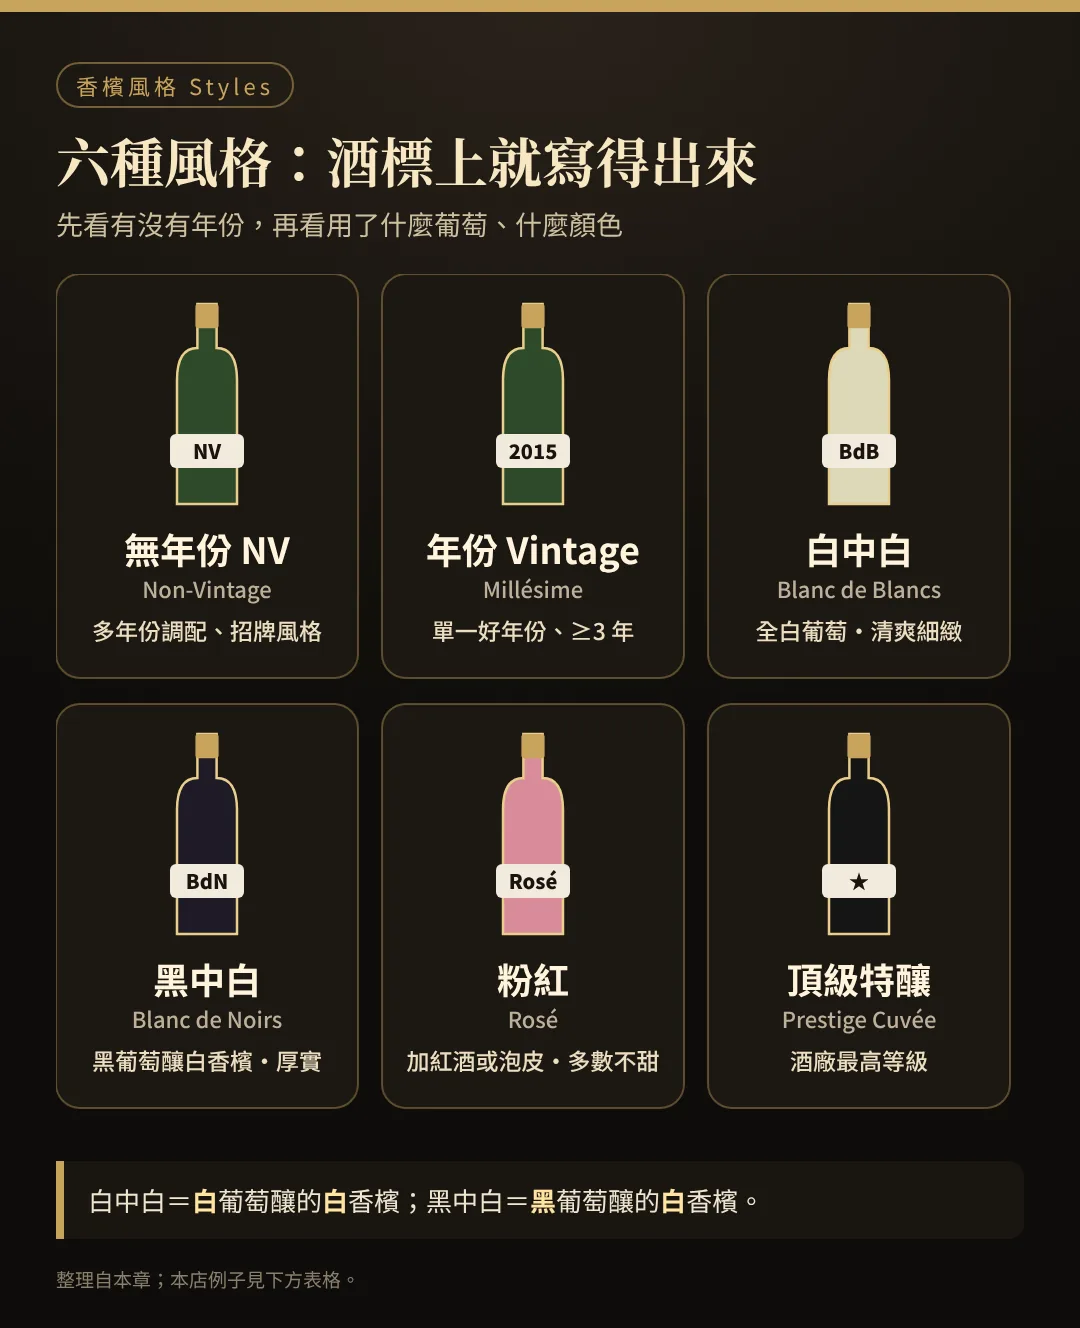 香檳風格 Styles
六種風格：酒標上就寫得出來
先看有沒有年份，再看用了什麼葡萄、什麼顏色
NV
無年份 NV
Non-Vintage
多年份調配、招牌風格
2015
年份 Vintage
Millésime
單一好年份、≥3 年
BdB
白中白
Blanc de Blancs
全白葡萄・清爽細緻
BdN
黑中白
Blanc de Noirs
黑葡萄釀白香檳・厚實
Rosé
粉紅
Rosé
加紅酒或泡皮・多數不甜
★
頂級特釀
Prestige Cuvée
酒廠最高等級
白中白＝白葡萄釀的白香檳；黑中白＝黑葡萄釀的白香檳。
整理自本章；本店例子見下方表格。